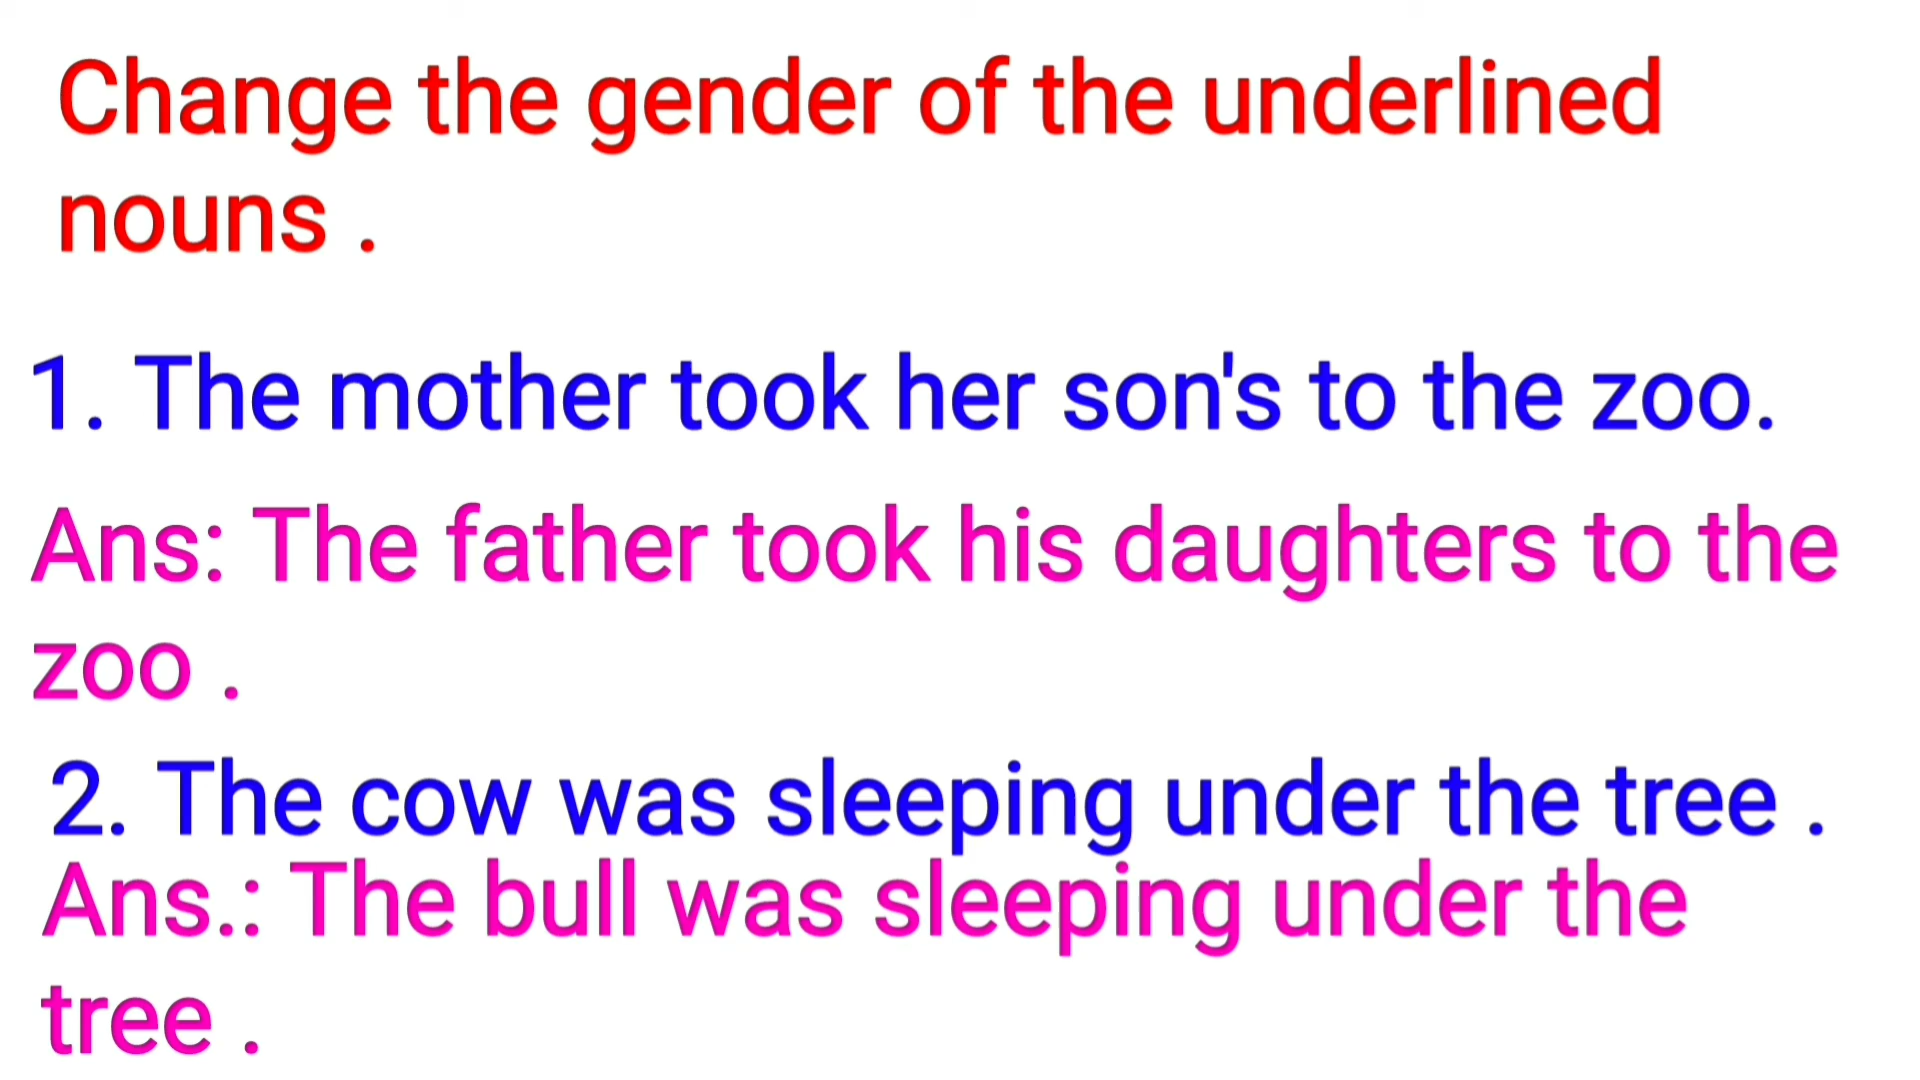 Change the gender of the underlined
nouns .
1. The mother took her son's to the zoo.
Ans: The father took his daughters to the
zoo .
2. The cow was sleeping under the tree .
Ans.: The bull was sleeping under the
tree .